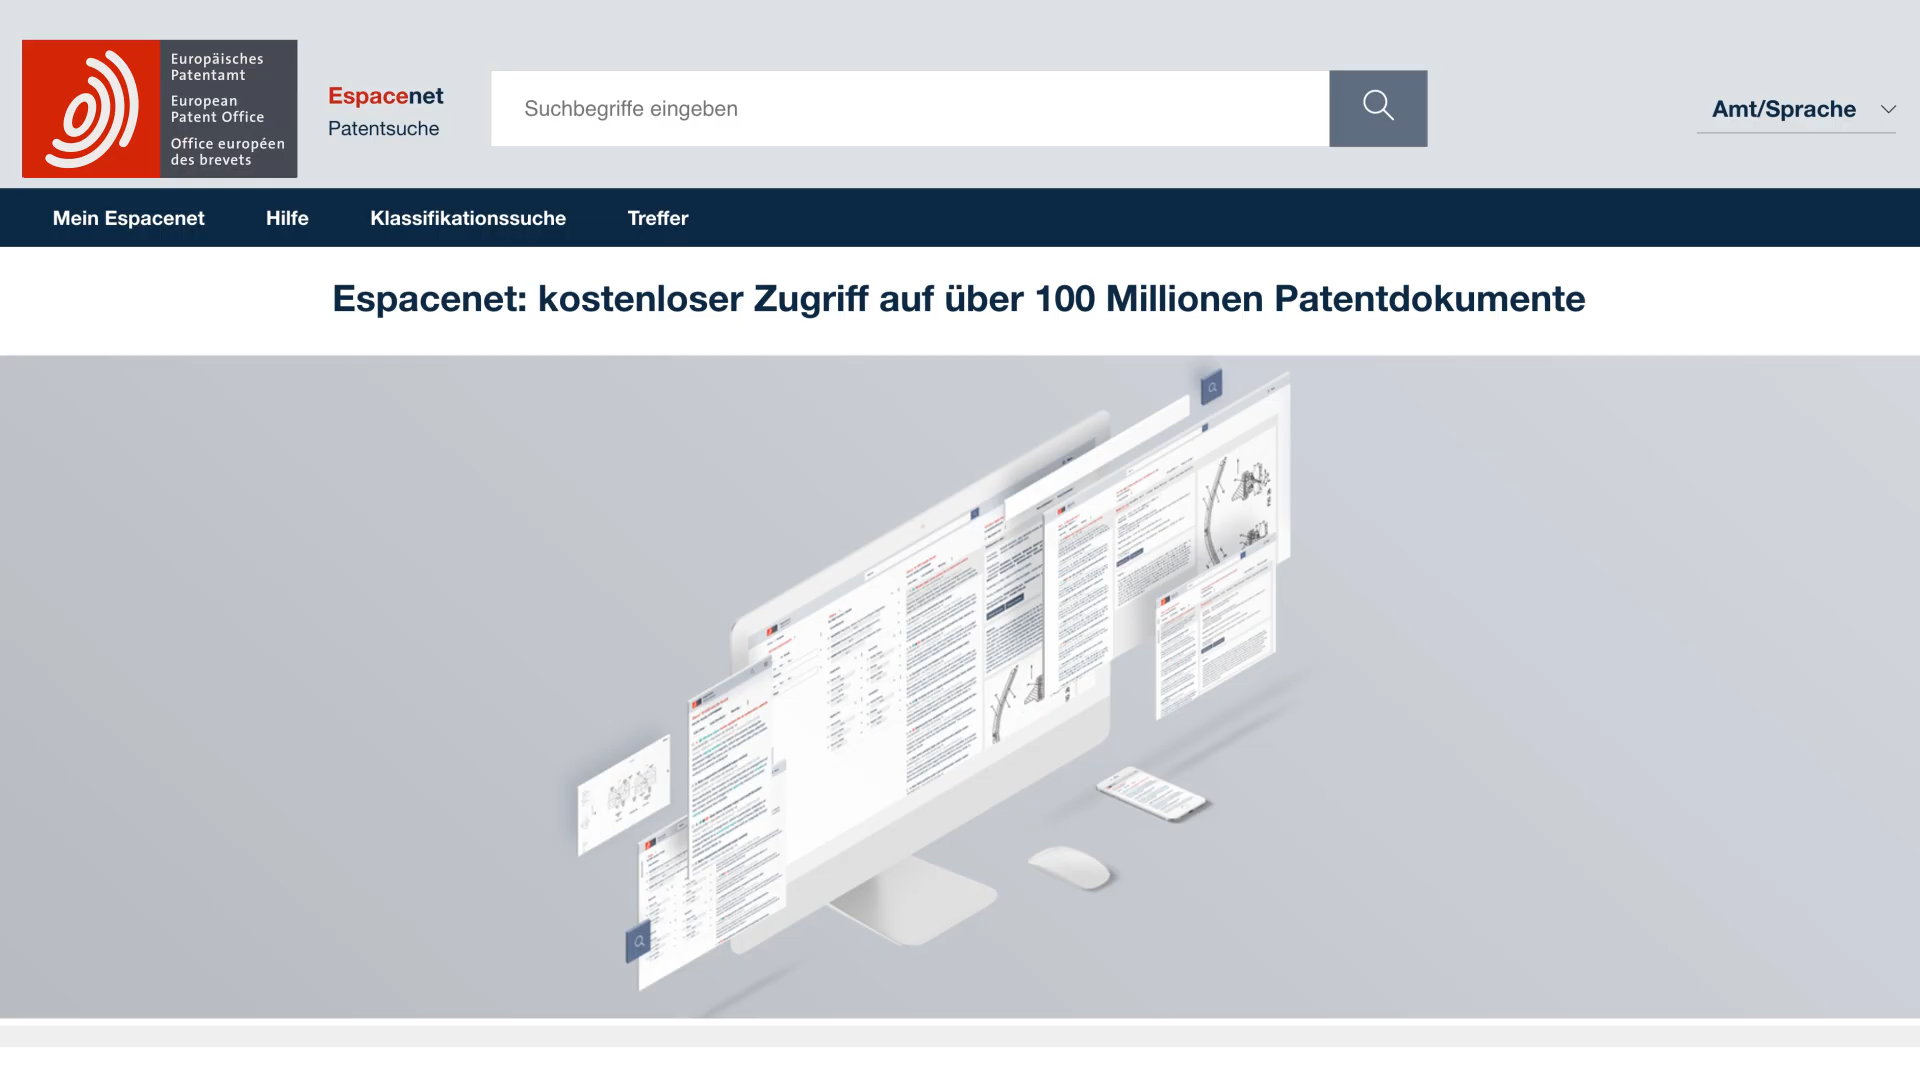 Europäisches
Patentamt
European
Patent Office
Office européen
des brevets
Espacenet
Patentsuche
Suchbegriffe eingeben
Amt/Sprache
Mein Espacenet
Hilfe
Klassifikationssuche
Treffer
Espacenet: kostenloser Zugriff auf über 100 Millionen Patentdokumente